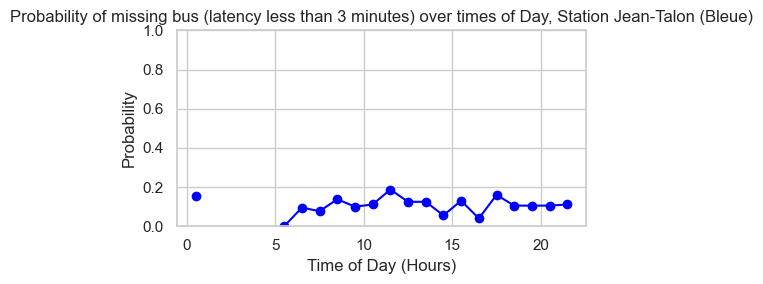 Probability of missing bus (latency less than 3 minutes) over times of Day, Station Jean-Talon (Bleue)
1.0
0.8
0.6
0.4
0.2
0.0
Probability
0 5 10 15 20
Time of Day (Hours)